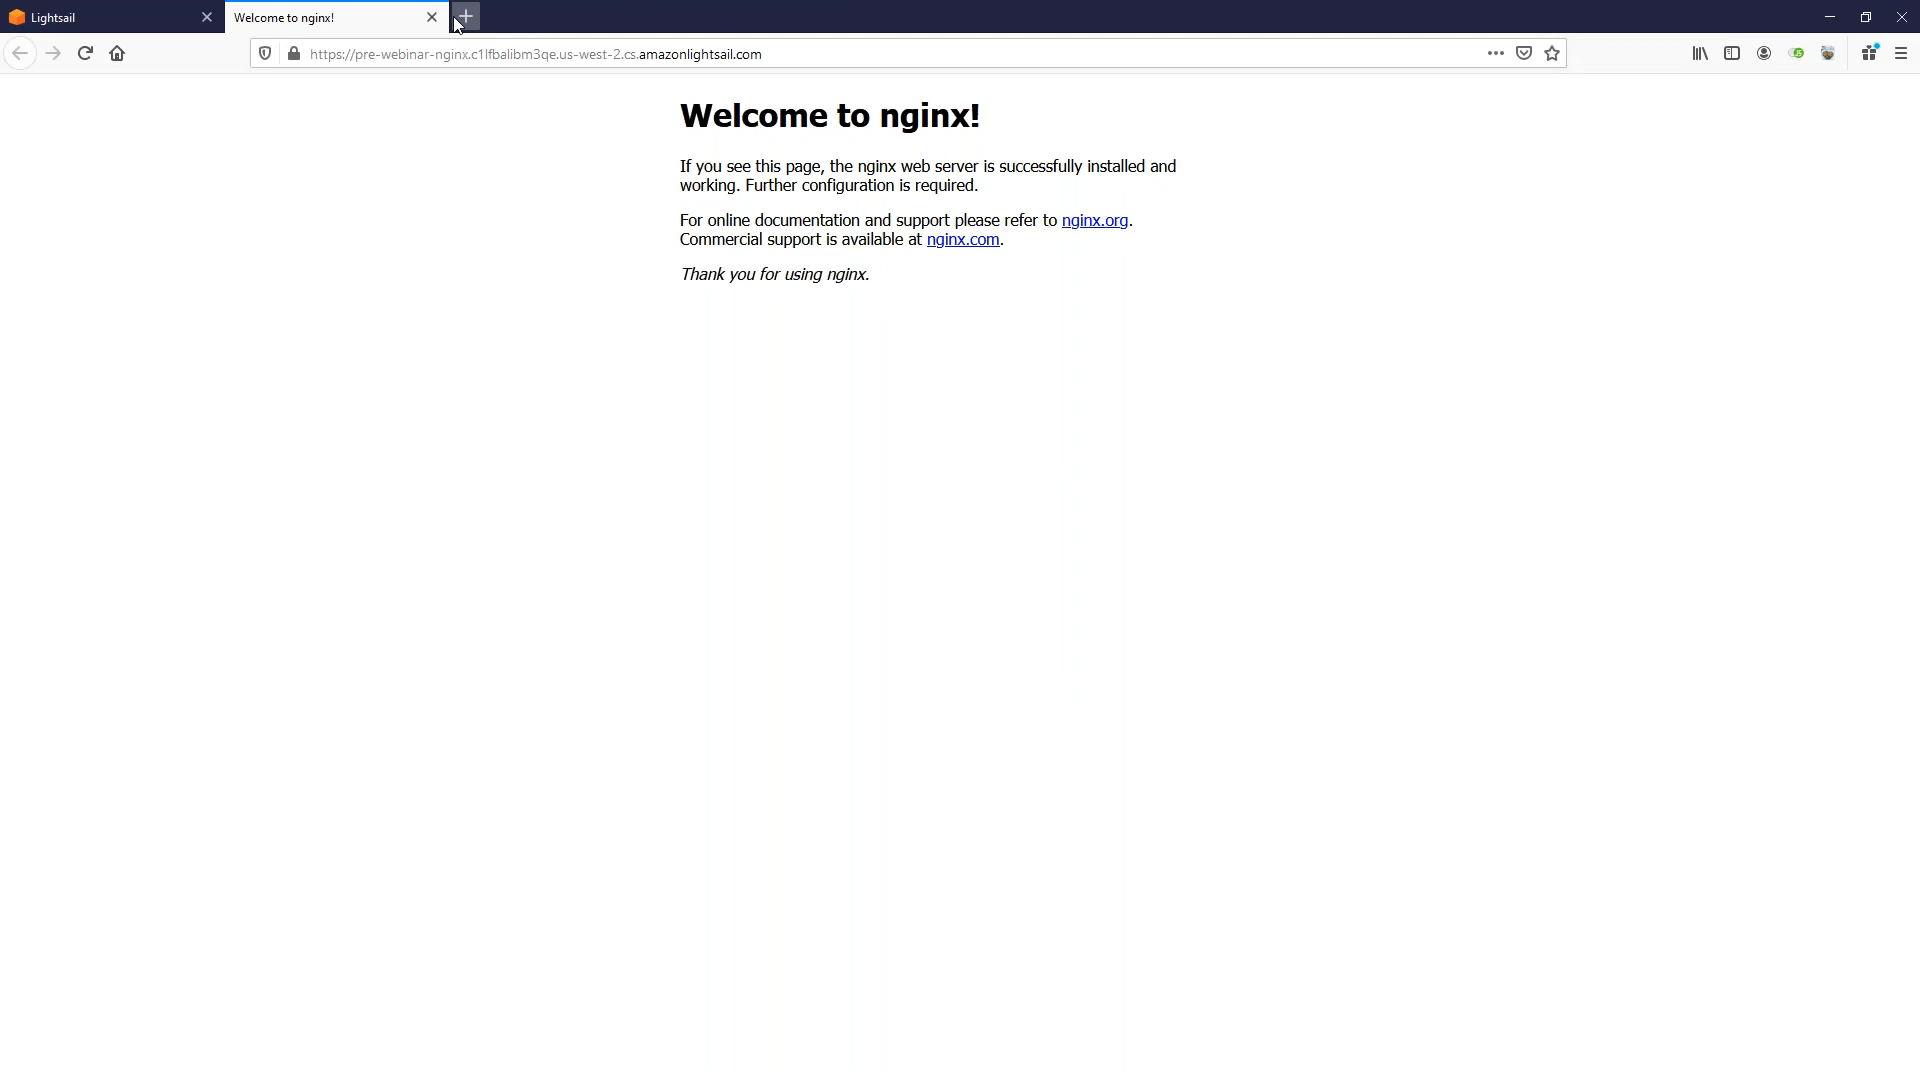 Lightsail
Welcome to nginx!
https://pre-webinar-nginx.c1lfbalibm3qe.us-west-2.cs.amazonlightsail.com
Welcome to nginx!
If you see this page, the nginx web server is successfully installed and
working. Further configuration is required.
For online documentation and support please refer to nginx.org.
Commercial support is available at nginx.com.
Thank you for using nginx.